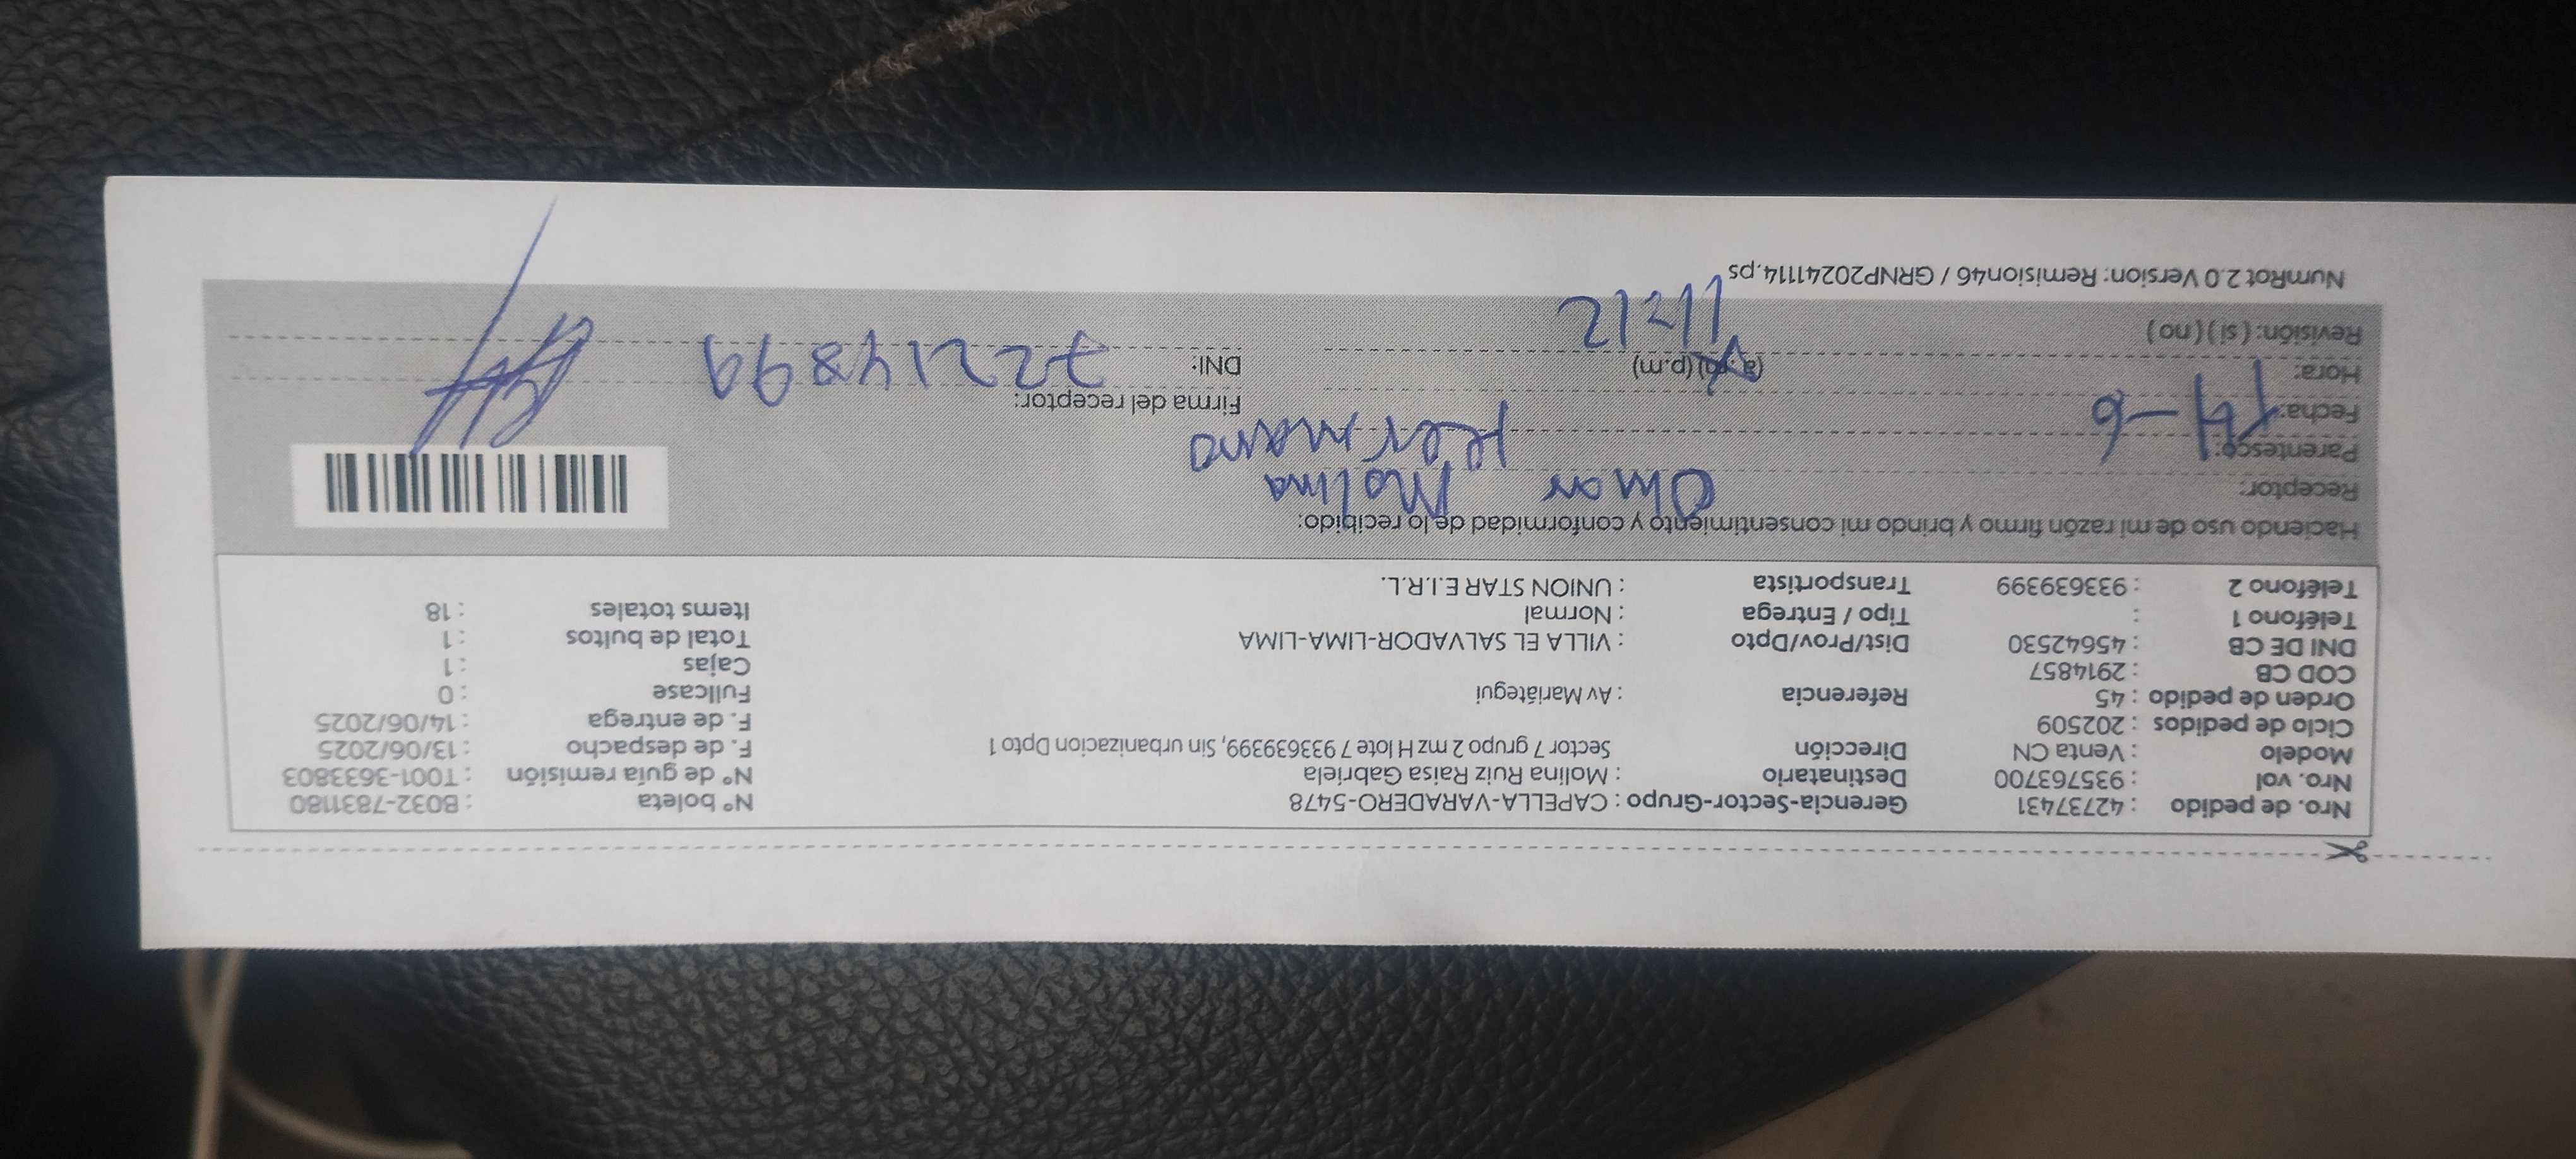 Nro. de pedido : 42737431 Gerencia-Sector-Grupo : CAPELLA-VARADERO-5478 N° boleta : B032-7831180
Nro. vol : 935763700 Destinatario : Molina Ruiz Raisa Gabriela N° de guía remisión : T001-3633803
Modelo : Venta CN Dirección Sector 7 grupo 2 mz H lote 7 933639399, Sin urbanizacion Dpto 1 F. de despacho : 13/06/2025
Ciclo de pedidos : 202509 F. de entrega : 14/06/2025
Orden de pedido : 45 Referencia : Av Mariátegui Fullcase : 0
COD CB : 2914857 Cajas : 1
DNI DE CB : 45642530 Dist/Prov/Dpto : VILLA EL SALVADOR-LIMA-LIMA Total de bultos : 1
Teléfono 1 : Tipo / Entrega : Normal Items totales : 18
Teléfono 2 : 933639399 Transportista : UNION STAR E.I.R.L.
Haciendo uso de mi razón firmo y brindo mi consentimiento y conformidad de lo recibido:
Receptor: Omar Molina
Parentesco: Hermano
Fecha: 14-6 Firma del receptor:
Hora: 11:12 (a.m) (p.m) DNI: 72214899
Revisión: (si) (no)
NumRot 2.0 Version: Remision46 / GRNP20241114.ps